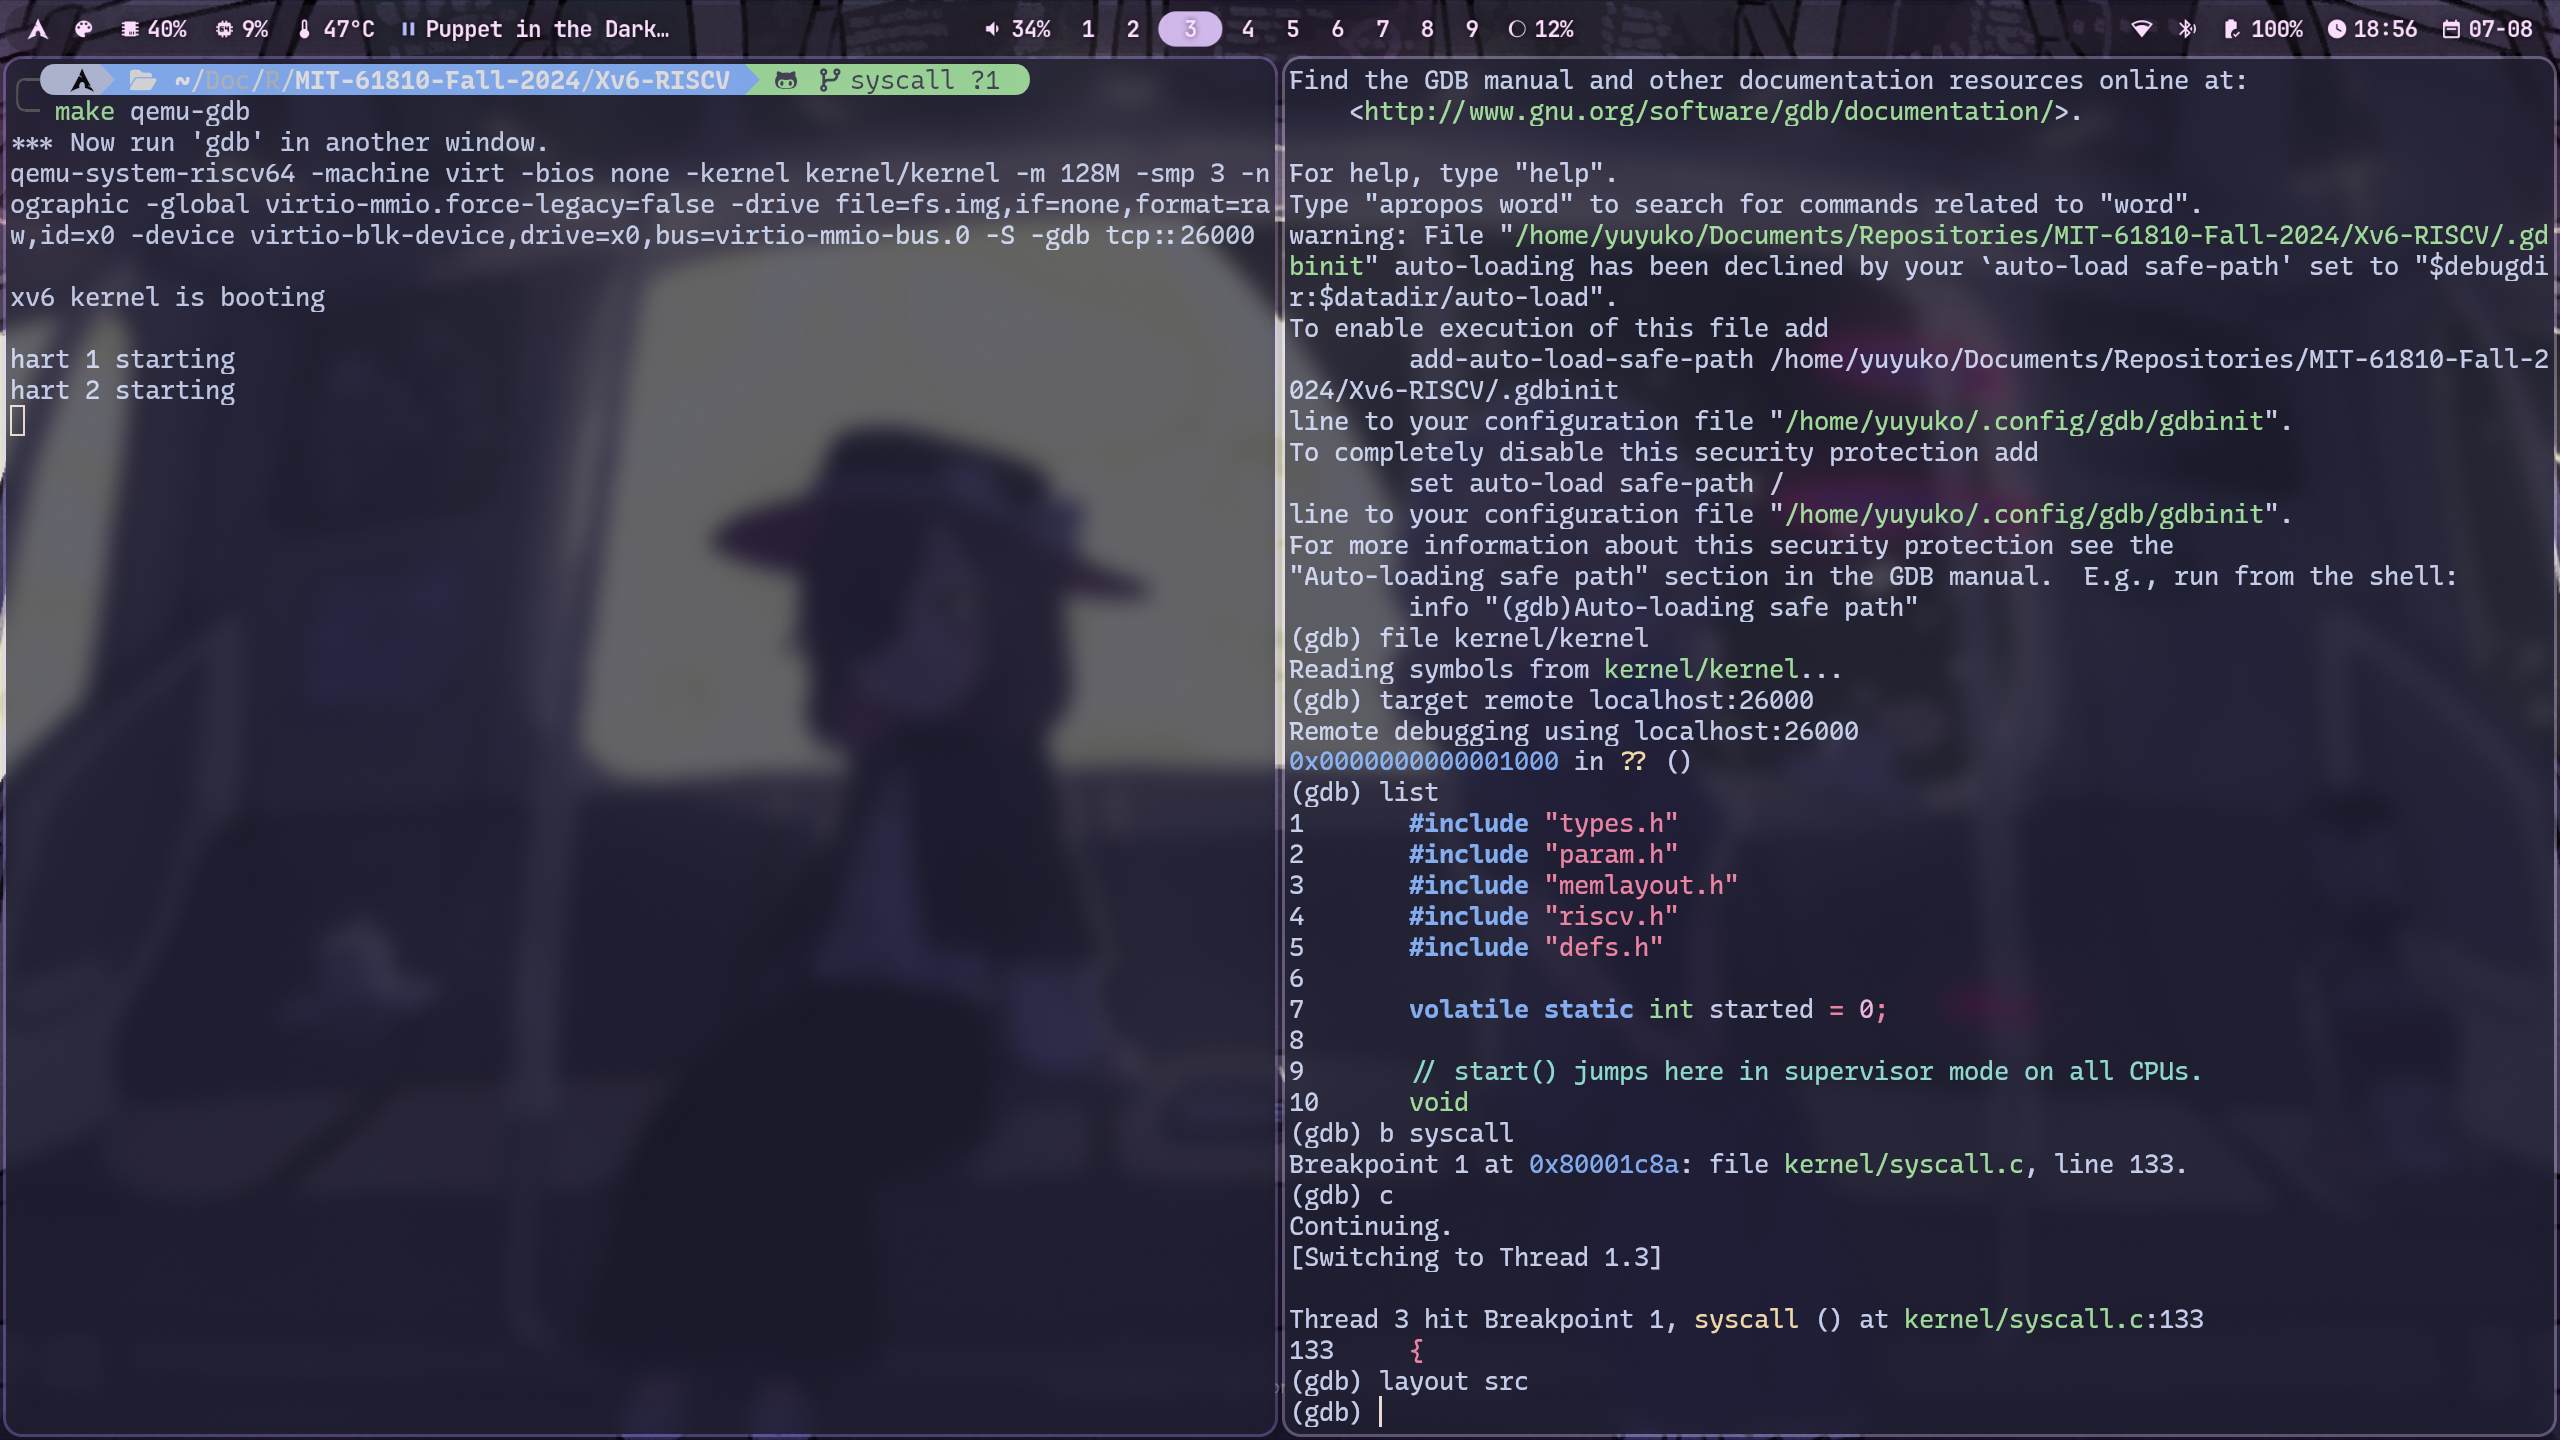 40% 9% 47°C Puppet in the Dark… 34% 1 2 3 4 5 6 7 8 9 12% 100% 18:56 07-08
~/Doc/R/MIT-61810-Fall-2024/Xv6-RISCV syscall ?1
make qemu-gdb
*** Now run 'gdb' in another window.
qemu-system-riscv64 -machine virt -bios none -kernel kernel/kernel -m 128M -smp 3 -n
ographic -global virtio-mmio.force-legacy=false -drive file=fs.img,if=none,format=ra
w,id=x0 -device virtio-blk-device,drive=x0,bus=virtio-mmio-bus.0 -S -gdb tcp::26000
xv6 kernel is booting
hart 1 starting
hart 2 starting
Find the GDB manual and other documentation resources online at:
<http://www.gnu.org/software/gdb/documentation/>.
For help, type "help".
Type "apropos word" to search for commands related to "word".
warning: File "/home/yuyuko/Documents/Repositories/MIT-61810-Fall-2024/Xv6-RISCV/.gd
binit" auto-loading has been declined by your `auto-load safe-path' set to "$debugdi
r:$datadir/auto-load".
To enable execution of this file add
add-auto-load-safe-path /home/yuyuko/Documents/Repositories/MIT-61810-Fall-2
024/Xv6-RISCV/.gdbinit
line to your configuration file "/home/yuyuko/.config/gdb/gdbinit".
To completely disable this security protection add
set auto-load safe-path /
line to your configuration file "/home/yuyuko/.config/gdb/gdbinit".
For more information about this security protection see the
"Auto-loading safe path" section in the GDB manual.  E.g., run from the shell:
info "(gdb)Auto-loading safe path"
(gdb) file kernel/kernel
Reading symbols from kernel/kernel...
(gdb) target remote localhost:26000
Remote debugging using localhost:26000
0x0000000000001000 in ?? ()
(gdb) list
1 #include "types.h"
2 #include "param.h"
3 #include "memlayout.h"
4 #include "riscv.h"
5 #include "defs.h"
6
7 volatile static int started = 0;
8
9 // start() jumps here in supervisor mode on all CPUs.
10 void
(gdb) b syscall
Breakpoint 1 at 0x80001c8a: file kernel/syscall.c, line 133.
(gdb) c
Continuing.
[Switching to Thread 1.3]
Thread 3 hit Breakpoint 1, syscall () at kernel/syscall.c:133
133 {
(gdb) layout src
(gdb)